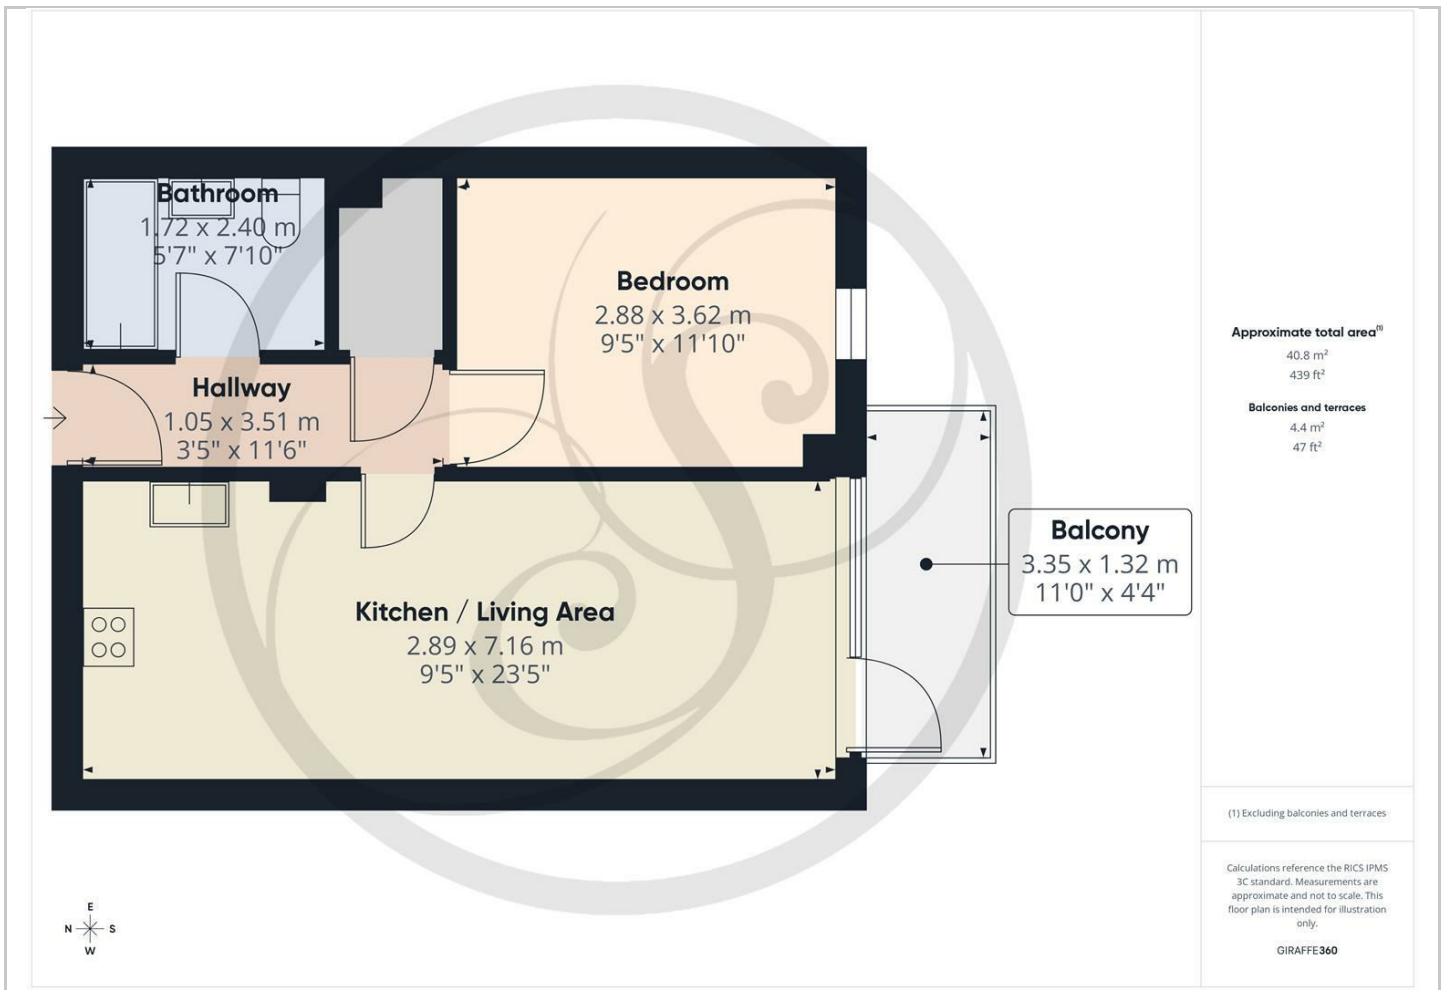 Bathroom
1.72 x 2.40 m
5'7" x 7'10"
Bedroom
2.88 x 3.62 m
9'5" x 11'10"
Hallway
1.05 x 3.51 m
3'5" x 11'6"
Kitchen / Living Area
2.89 x 7.16 m
9'5" x 23'5"
Balcony
3.35 x 1.32 m
11'0" x 4'4"
E
N S
W
Approximate total area(1)
40.8 m²
439 ft²
Balconies and terraces
4.4 m²
47 ft²
(1) Excluding balconies and terraces
Calculations reference the RICS IPMS
3C standard. Measurements are
approximate and not to scale. This
floor plan is intended for illustration
only.
GIRAFFE360